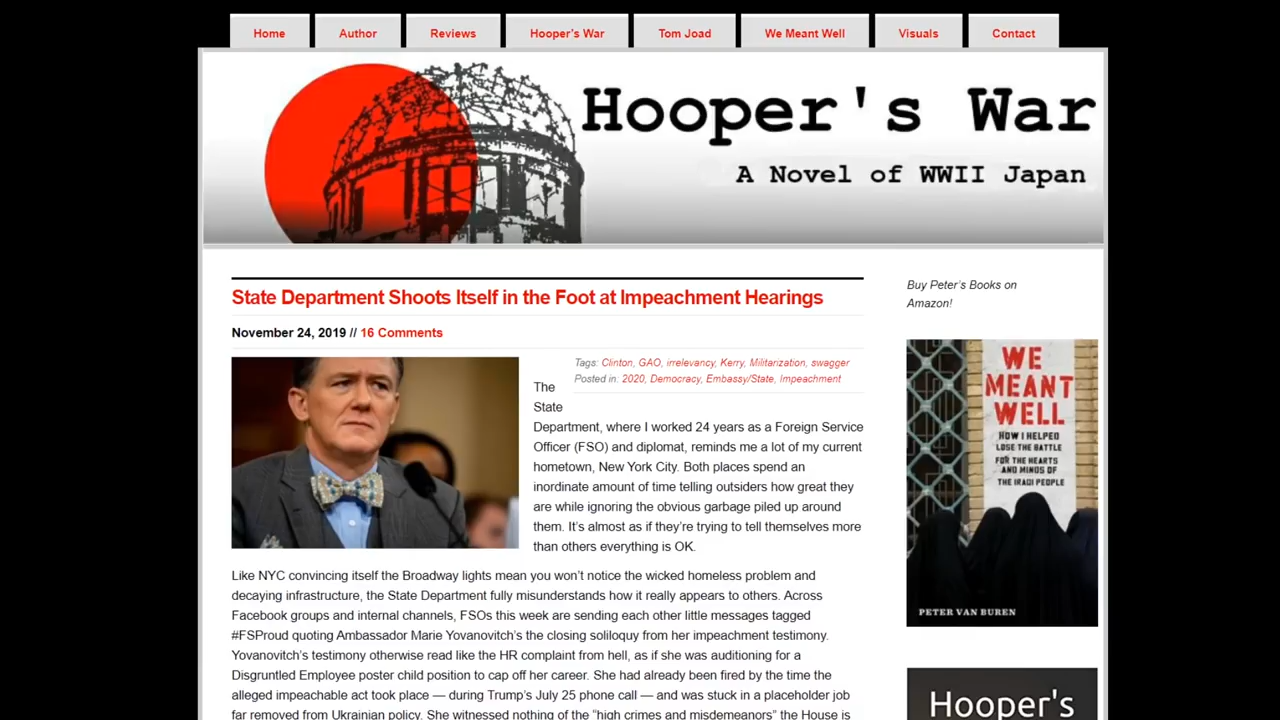 Home Author Reviews Hooper's War Tom Joad We Meant Well Visuals Contact
Hooper's War
A Novel of WWII Japan
State Department Shoots Itself in the Foot at Impeachment Hearings
November 24, 2019 // 16 Comments
Tags: Clinton, GAO, irrelevancy, Kerry, Militarization, swagger
Posted in: 2020, Democracy, Embassy/State, Impeachment
The
State
Department, where I worked 24 years as a Foreign Service
Officer (FSO) and diplomat, reminds me a lot of my current
hometown, New York City. Both places spend an
inordinate amount of time telling outsiders how great they
are while ignoring the obvious garbage piled up around
them. It’s almost as if they’re trying to tell themselves more
than others everything is OK.
Like NYC convincing itself the Broadway lights mean you won’t notice the wicked homeless problem and
decaying infrastructure, the State Department fully misunderstands how it really appears to others. Across
Facebook groups and internal channels, FSOs this week are sending each other little messages tagged
#FSProud quoting Ambassador Marie Yovanovitch’s the closing soliloquy from her impeachment testimony.
Yovanovitch’s testimony otherwise read like the HR complaint from hell, as if she was auditioning for a
Disgruntled Employee poster child position to cap off her career. She had already been fired by the time the
alleged impeachable act took place — during Trump’s July 25 phone call — and was stuck in a placeholder job
far removed from Ukrainian policy. She witnessed nothing of the “high crimes and misdemeanors” the House is
Buy Peter’s Books on
Amazon!
WE
MEANT
WELL
HOW I HELPED
LOSE THE BATTLE
FOR THE HEARTS
AND MINDS OF
THE IRAQI PEOPLE
PETER VAN BUREN
Hooper's